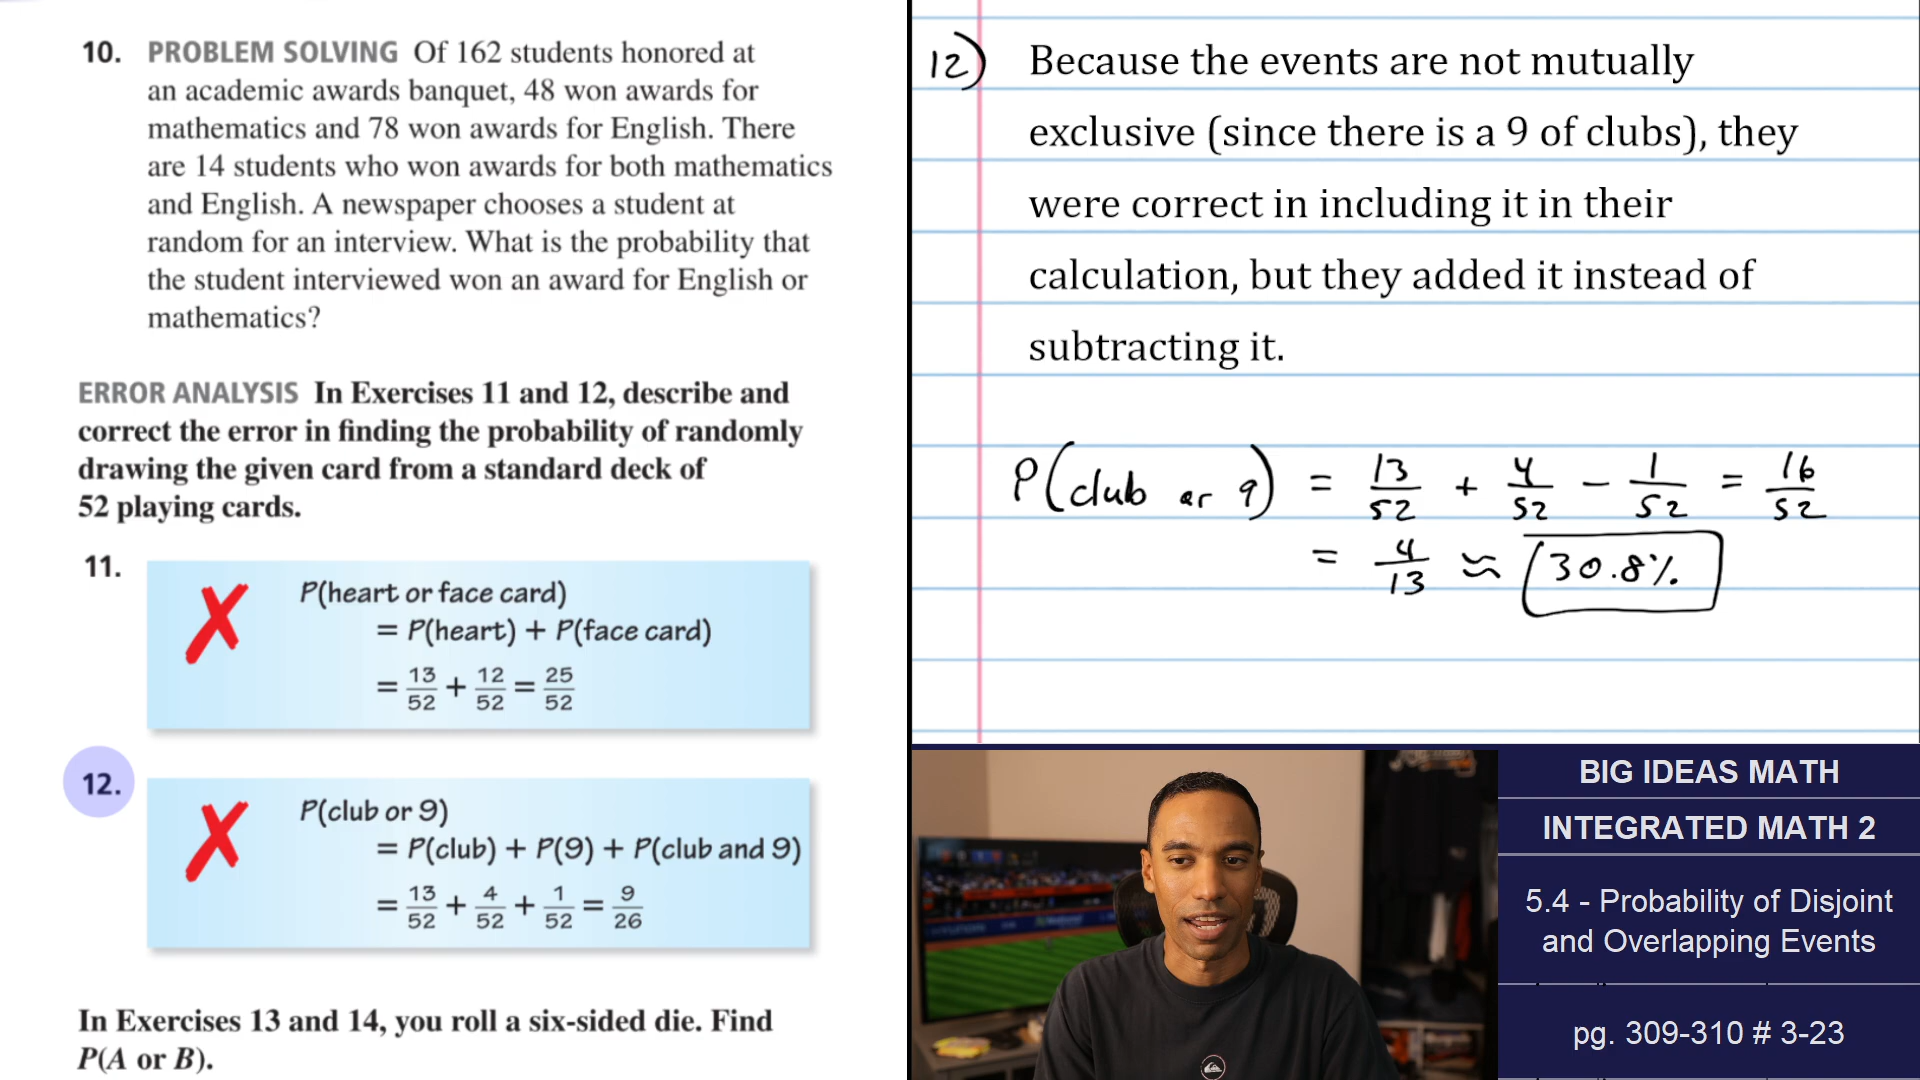 10. PROBLEM SOLVING Of 162 students honored at
an academic awards banquet, 48 won awards for
mathematics and 78 won awards for English. There
are 14 students who won awards for both mathematics
and English. A newspaper chooses a student at
random for an interview. What is the probability that
the student interviewed won an award for English or
mathematics?
ERROR ANALYSIS In Exercises 11 and 12, describe and
correct the error in finding the probability of randomly
drawing the given card from a standard deck of
52 playing cards.
11.
P(heart or face card)
= P(heart) + P(face card)
= 13/52 + 12/52 = 25/52
12.
P(club or 9)
= P(club) + P(9) + P(club and 9)
= 13/52 + 4/52 + 1/52 = 9/26
In Exercises 13 and 14, you roll a six-sided die. Find
P(A or B).
12) Because the events are not mutually
exclusive (since there is a 9 of clubs), they
were correct in including it in their
calculation, but they added it instead of
subtracting it.
P(club or 9) = 13/52 + 4/52 - 1/52 = 16/52
= 4/13 ≈ 30.8%
BIG IDEAS MATH
INTEGRATED MATH 2
5.4 - Probability of Disjoint
and Overlapping Events
pg. 309-310 # 3-23